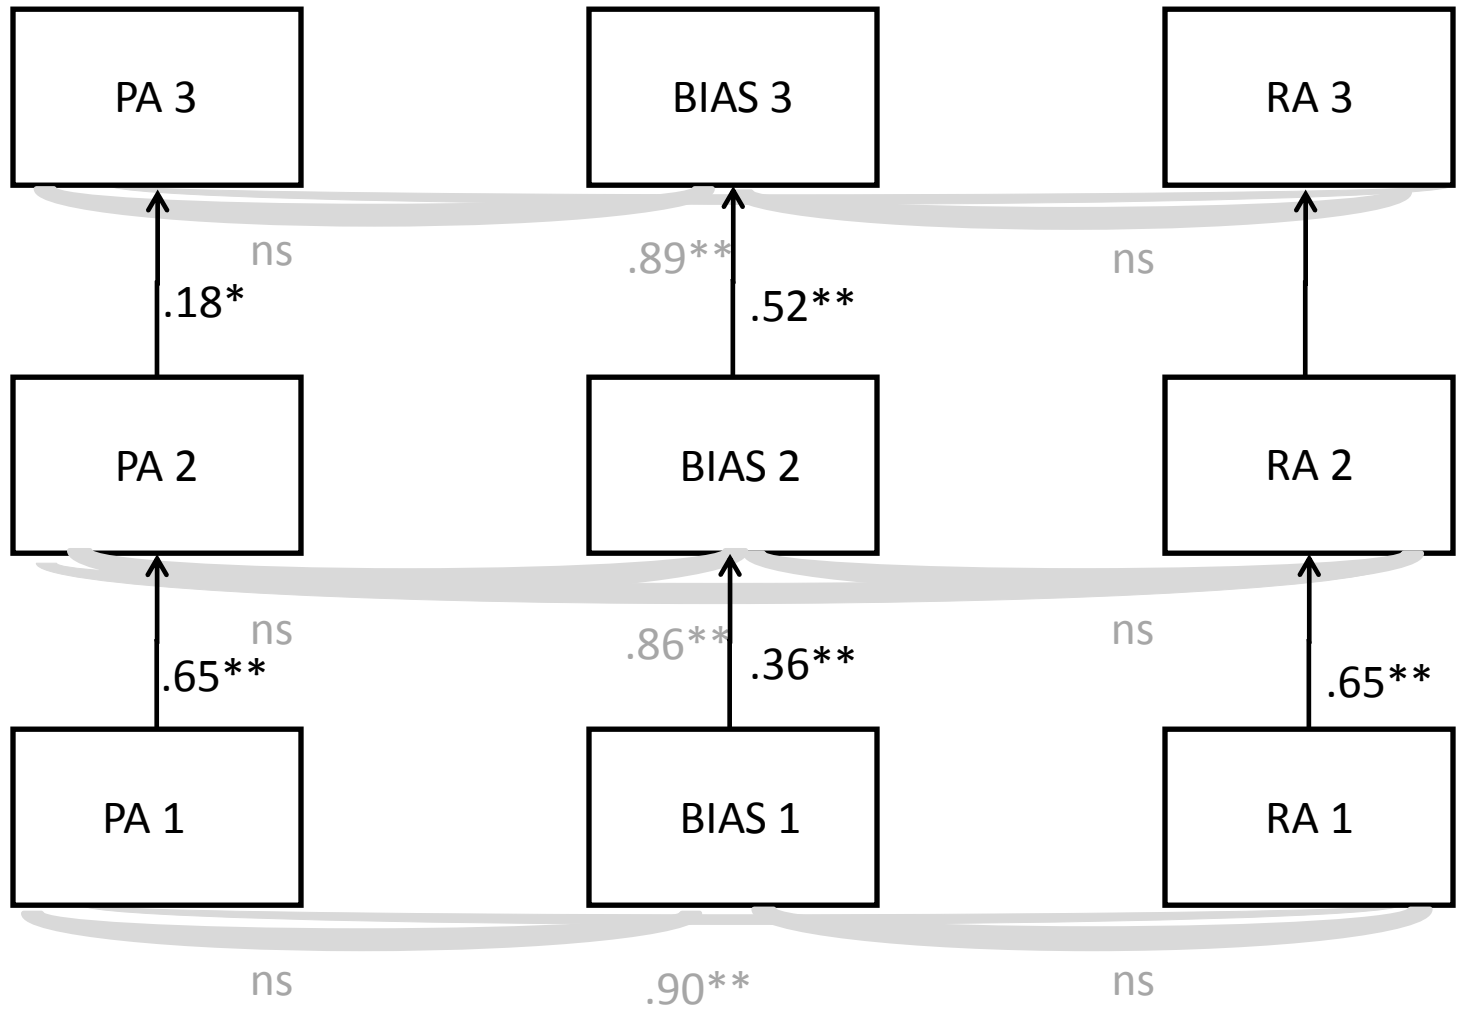 PA 3
BIAS 3
RA 3
ns
.89**
ns
.18*
.52**
PA 2
BIAS 2
RA 2
ns
.86**
ns
.65**
.36**
.65**
PA 1
BIAS 1
RA 1
ns
.90**
ns